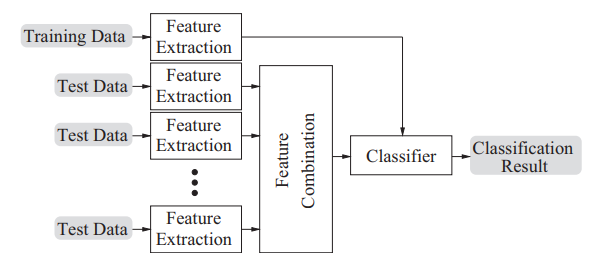 Training Data
Feature
Extraction
Test Data
Feature
Extraction
Test Data
Feature
Extraction
Test Data
Feature
Extraction
Feature
Combination
Classifier
Classification
Result